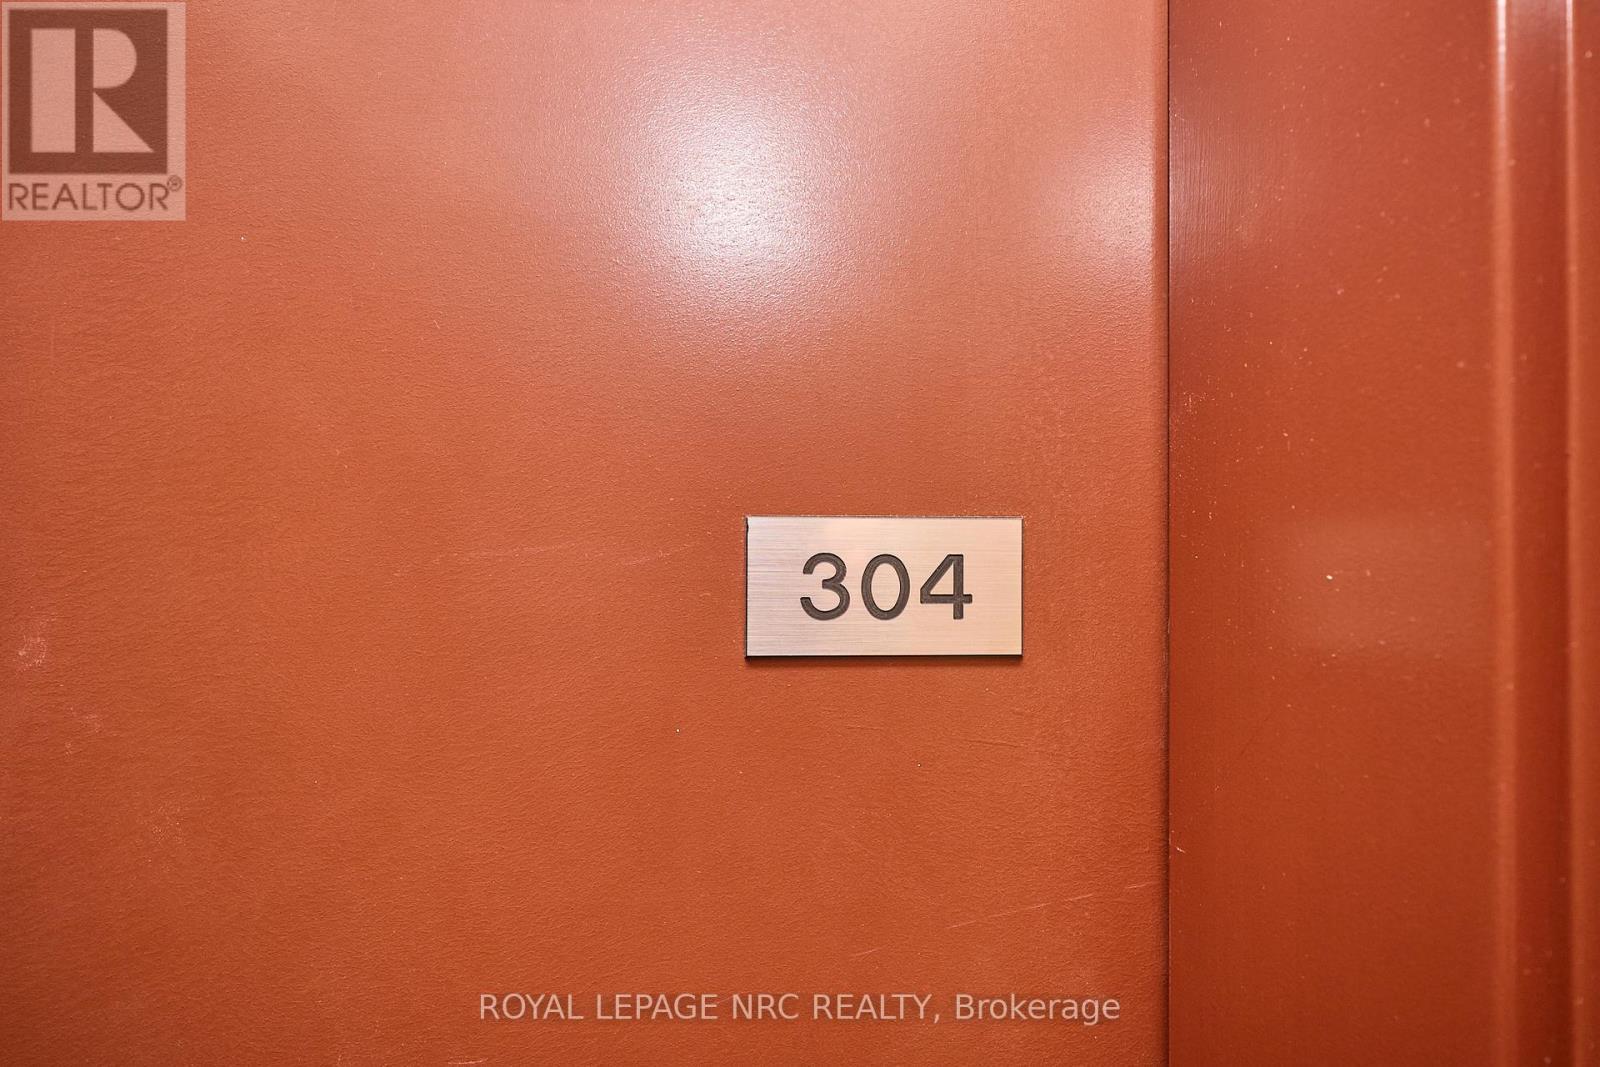 REALTOR®
304
ROYAL LEPAGE NRC REALTY, Brokerage